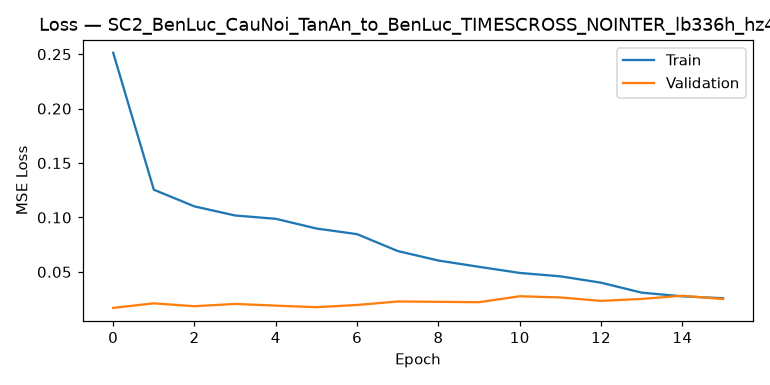 Loss — SC2_BenLuc_CauNoi_TanAn_to_BenLuc_TIMESCROSS_NOINTER_lb336h_hz4
Train
Validation
0.25
0.20
0.15
0.10
0.05
MSE Loss
0 2 4 6 8 10 12 14
Epoch